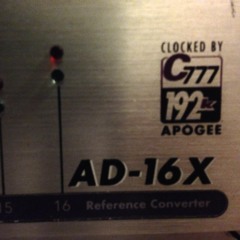 CLOCKED BY
C777
192k
APOGEE
AD-16X
15 16 Reference Converter